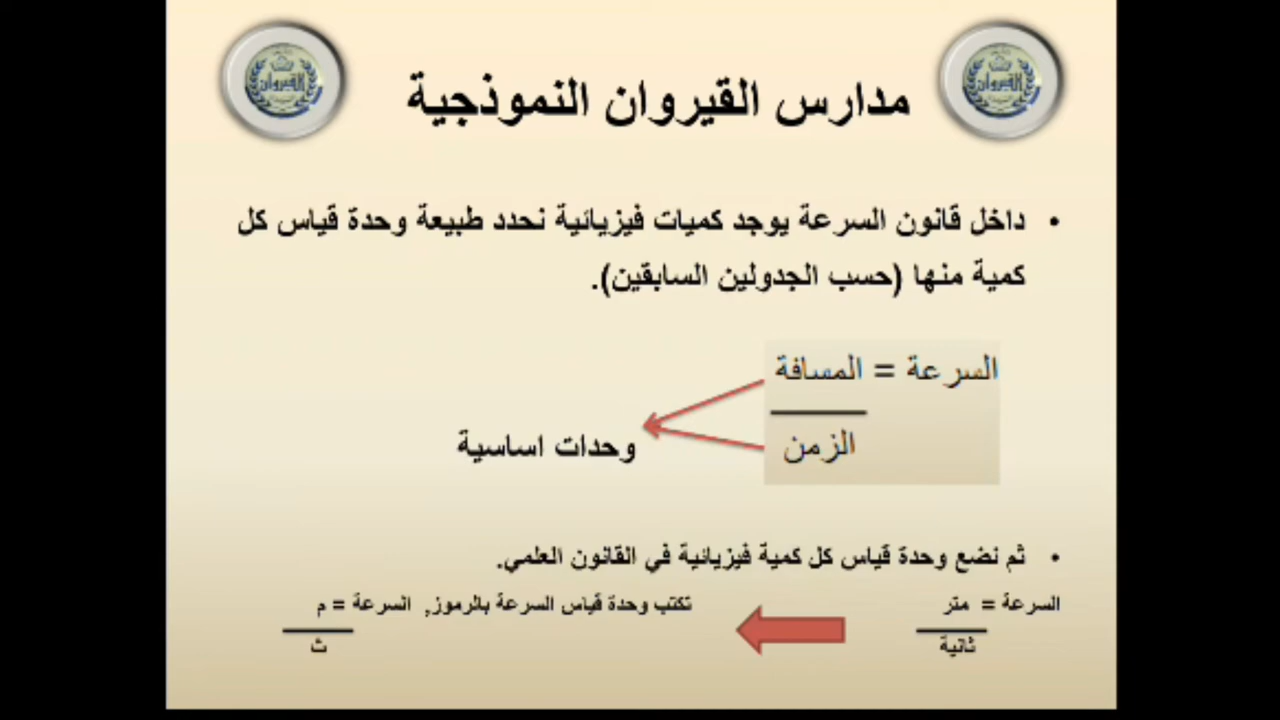 مدارس القيروان النموذجية
القيروان
القيروان
• داخل قانون السرعة يوجد كميات فيزيائية نحدد طبيعة وحدة قياس كل
كمية منها (حسب الجدولين السابقين).
السرعة = المسافة
الزمن
وحدات اساسية
• ثم نضع وحدة قياس كل كمية فيزيائية في القانون العلمي.
السرعة = متر
ثانية
تكتب وحدة قياس السرعة بالرموز, السرعة = م
ث